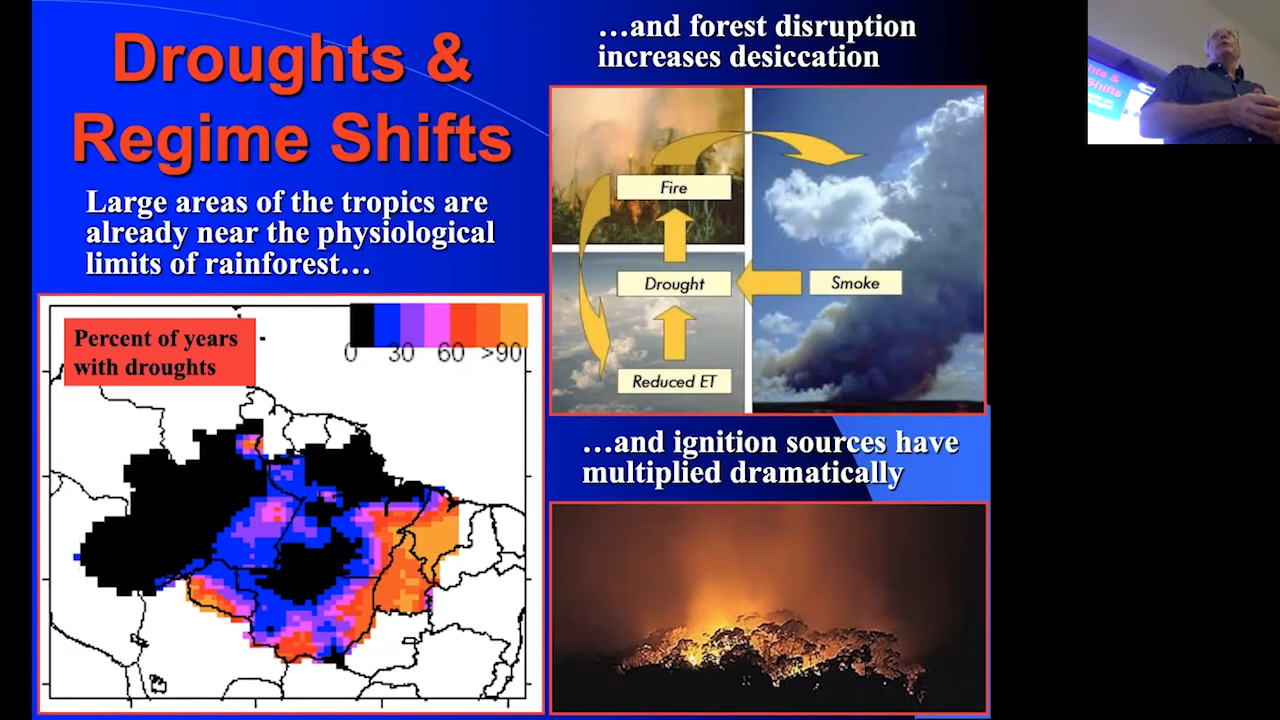 Droughts &
Regime Shifts
Large areas of the tropics are
already near the physiological
limits of rainforest…
Percent of years
with droughts
0 30 60 >90
…and forest disruption
increases desiccation
Fire
Drought
Smoke
Reduced ET
…and ignition sources have
multiplied dramatically